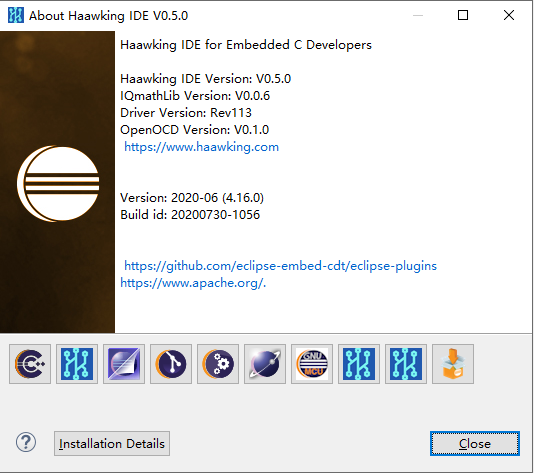 About Haawking IDE V0.5.0
Haawking IDE for Embedded C Developers
Haawking IDE Version: V0.5.0
IQmathLib Version: V0.0.6
Driver Version: Rev113
OpenOCD Version: V0.1.0
https://www.haawking.com
Version: 2020-06 (4.16.0)
Build id: 20200730-1056
https://github.com/eclipse-embed-cdt/eclipse-plugins
https://www.apache.org/.
GNU
MCU
Installation Details
Close